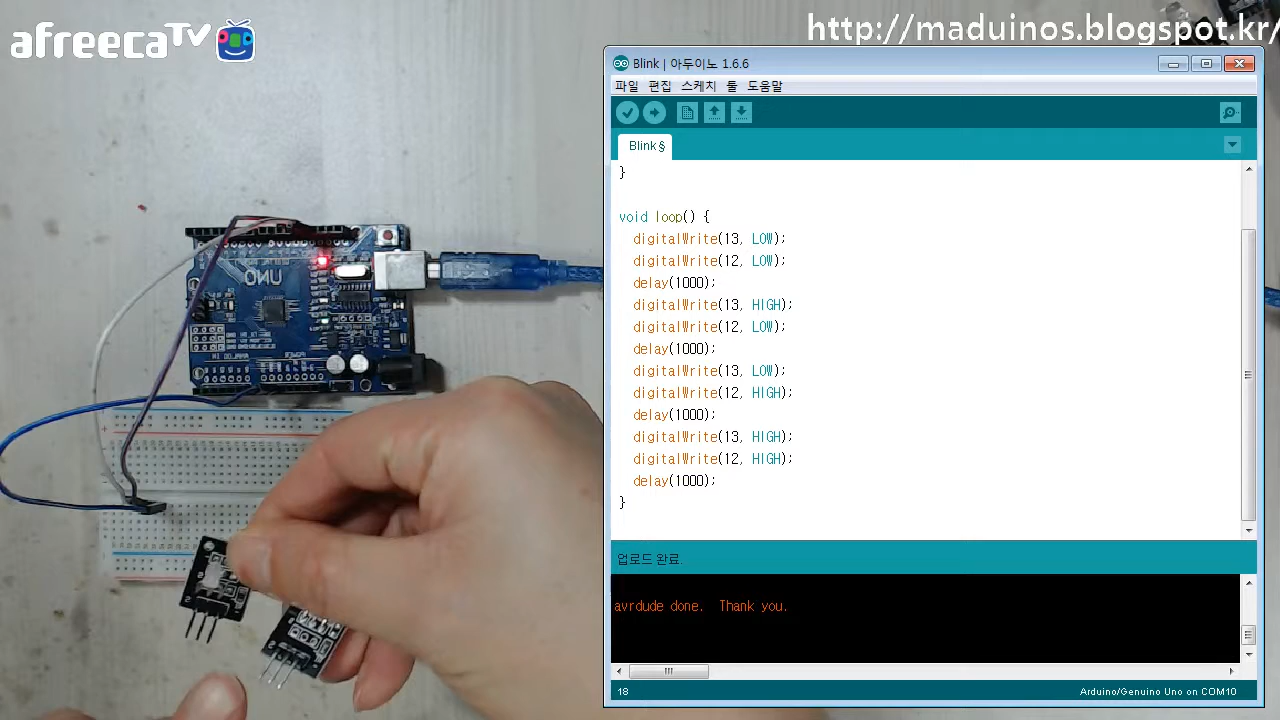 afreecaTV
http://maduinos.blogspot.kr/
Blink | 아두이노 1.6.6
파일 편집 스케치 툴 도움말
Blink§
}
void loop() {
digitalWrite(13, LOW);
digitalWrite(12, LOW);
delay(1000);
digitalWrite(13, HIGH);
digitalWrite(12, LOW);
delay(1000);
digitalWrite(13, LOW);
digitalWrite(12, HIGH);
delay(1000);
digitalWrite(13, HIGH);
digitalWrite(12, HIGH);
delay(1000);
}
업로드 완료.
avrdude done.  Thank you.
18
Arduino/Genuino Uno on COM10
UNO